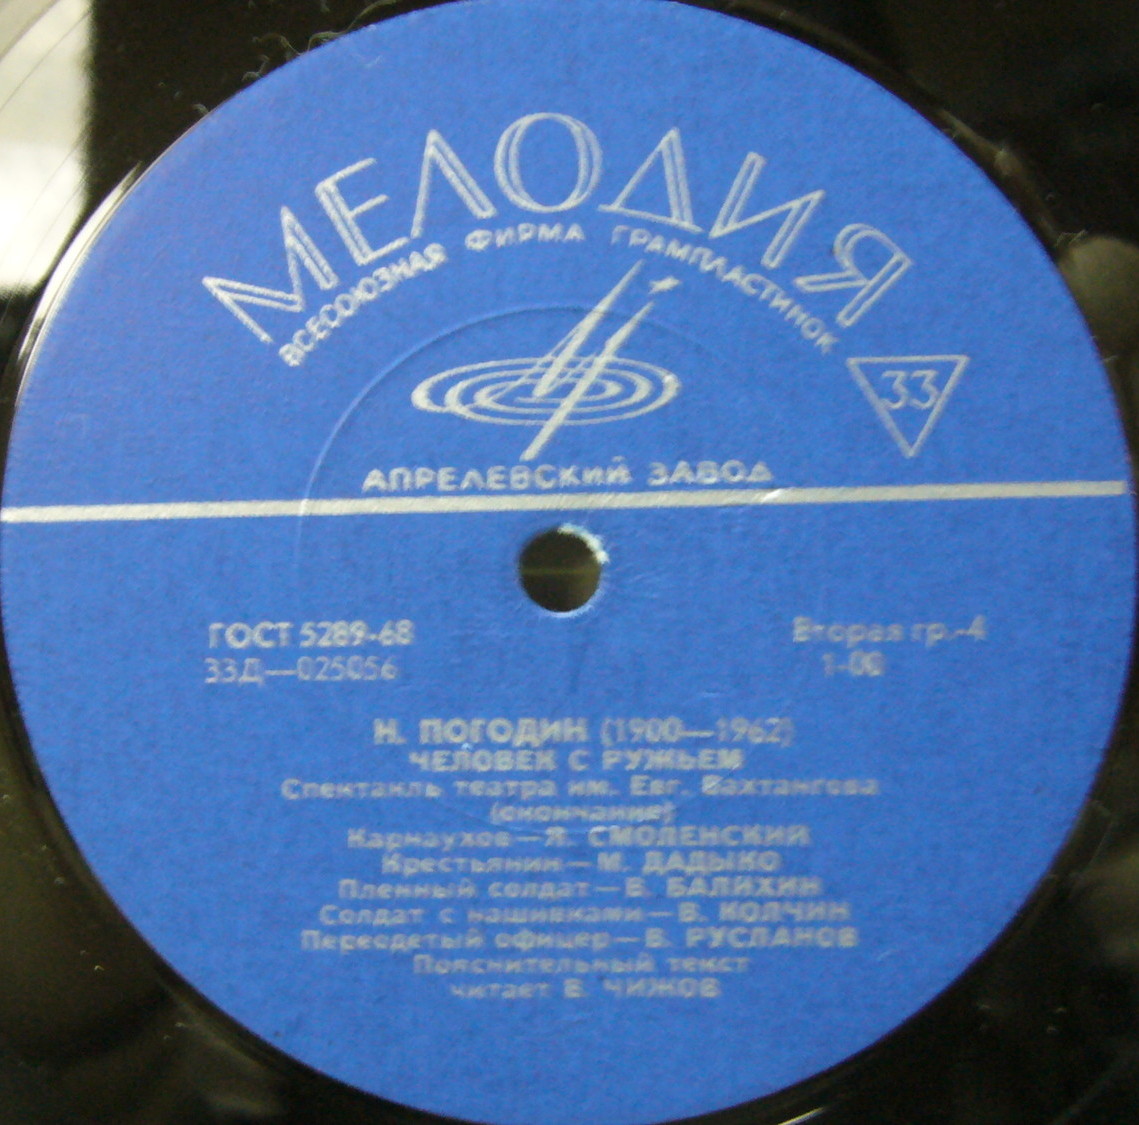 МЕЛОДИЯ
ВСЕСОЮЗНАЯ ФИРМА ГРАМПЛАСТИНОК
33
АПРЕЛЕВСКИЙ ЗАВОД
ГОСТ 5289-68
Вторая гр.-4
33Д—025056
1-00
Н. ПОГОДИН (1900—1962)
ЧЕЛОВЕК С РУЖЬЕМ
Спектакль театра им. Евг. Вахтангова
(окончание)
Карнаухов—Я. СМОЛЕНСКИЙ
Крестьянин—М. ДАДЫКО
Пленный солдат—В. БАЛИХИН
Солдат с нашивками—В. КОЛЧИН
Переодетый офицер—В. РУСЛАНОВ
Пояснительный текст
читает В. ЧИЖОВ